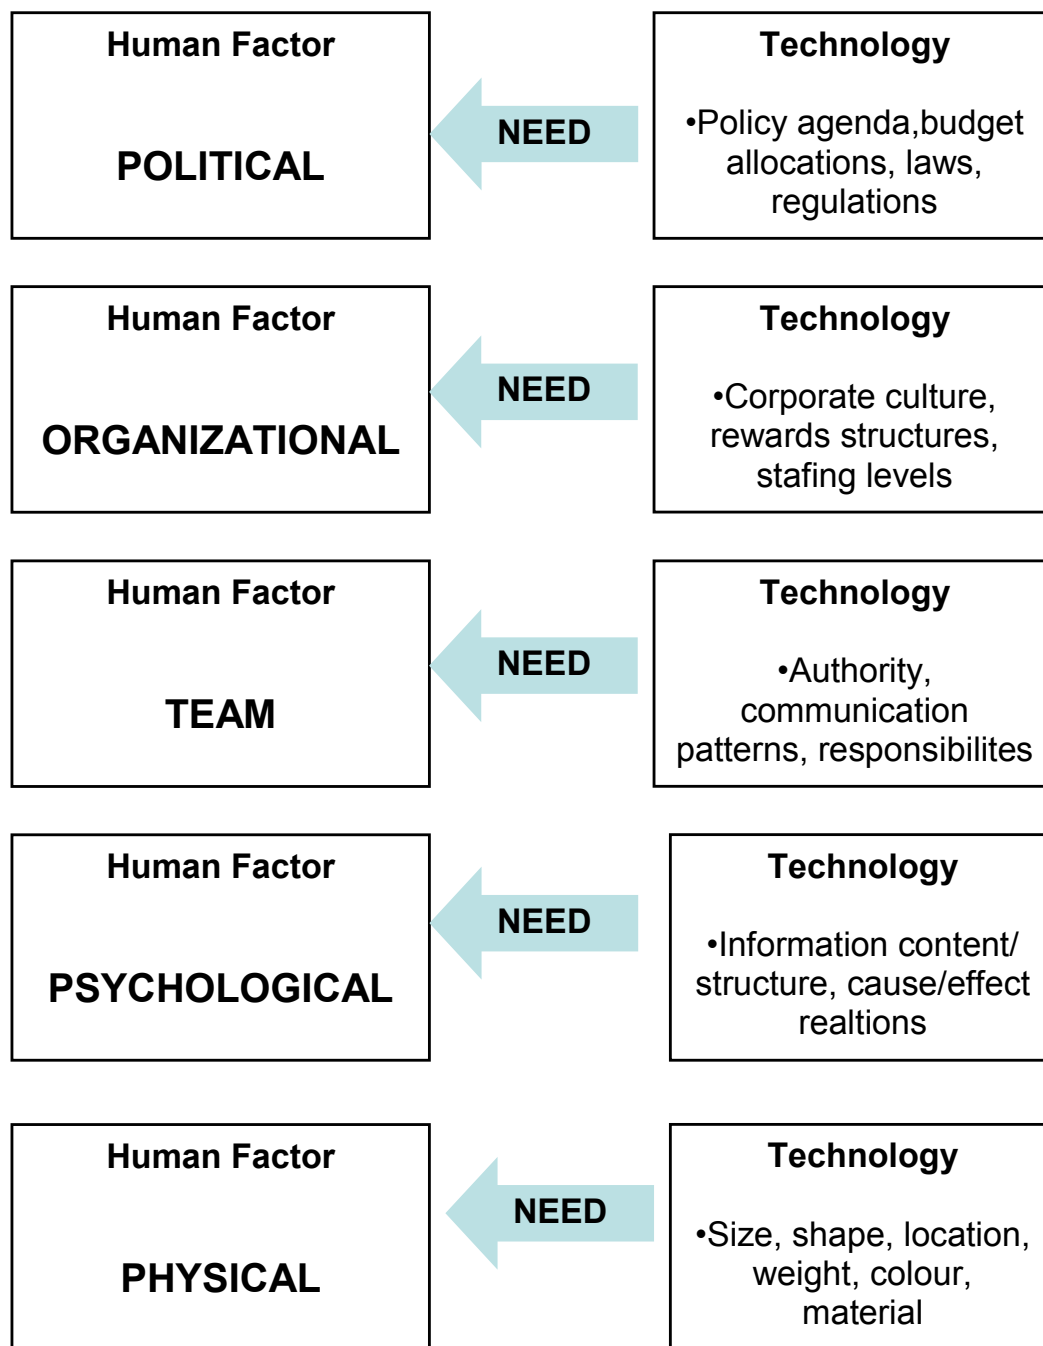 Human Factor
POLITICAL
NEED
Technology
•Policy agenda,budget
allocations, laws,
regulations
Human Factor
ORGANIZATIONAL
NEED
Technology
•Corporate culture,
rewards structures,
stafing levels
Human Factor
TEAM
NEED
Technology
•Authority,
communication
patterns, responsibilites
Human Factor
PSYCHOLOGICAL
NEED
Technology
•Information content/
structure, cause/effect
realtions
Human Factor
PHYSICAL
NEED
Technology
•Size, shape, location,
weight, colour,
material